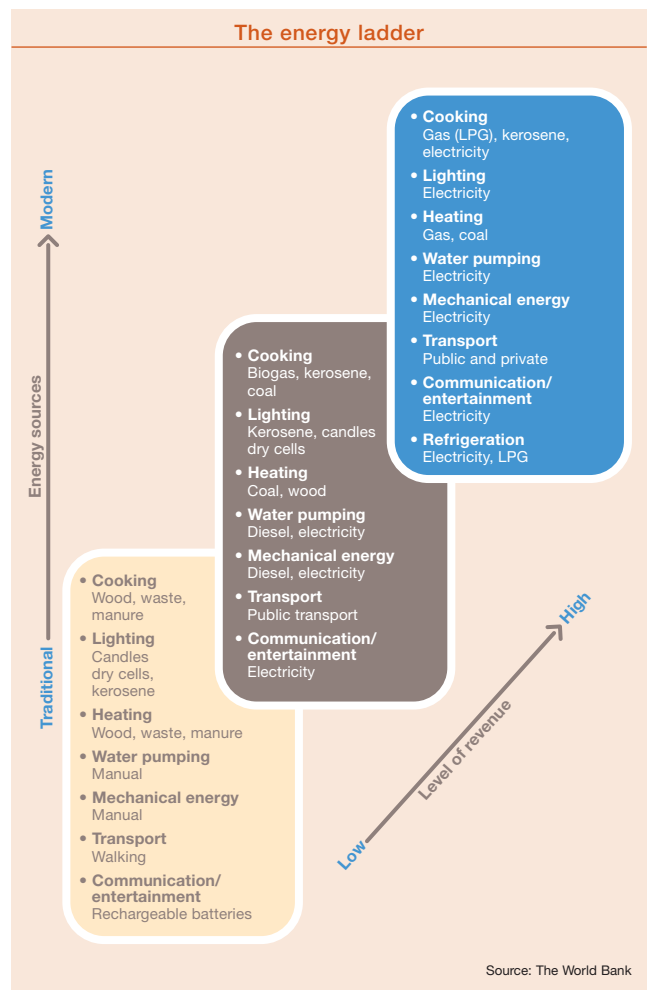 The energy ladder
• Cooking
Gas (LPG), kerosene,
electricity
• Lighting
Electricity
• Heating
Gas, coal
• Water pumping
Electricity
• Mechanical energy
Electricity
• Transport
Public and private
• Communication/
entertainment
Electricity
• Refrigeration
Electricity, LPG
• Cooking
Biogas, kerosene,
coal
• Lighting
Kerosene, candles
dry cells
• Heating
Coal, wood
• Water pumping
Diesel, electricity
• Mechanical energy
Diesel, electricity
• Transport
Public transport
• Communication/
entertainment
Electricity
• Cooking
Wood, waste,
manure
• Lighting
Candles
dry cells,
kerosene
• Heating
Wood, waste, manure
• Water pumping
Manual
• Mechanical energy
Manual
• Transport
Walking
• Communication/
entertainment
Rechargeable batteries
Modern
Energy sources
Traditional
High
Level of revenue
Low
Source: The World Bank